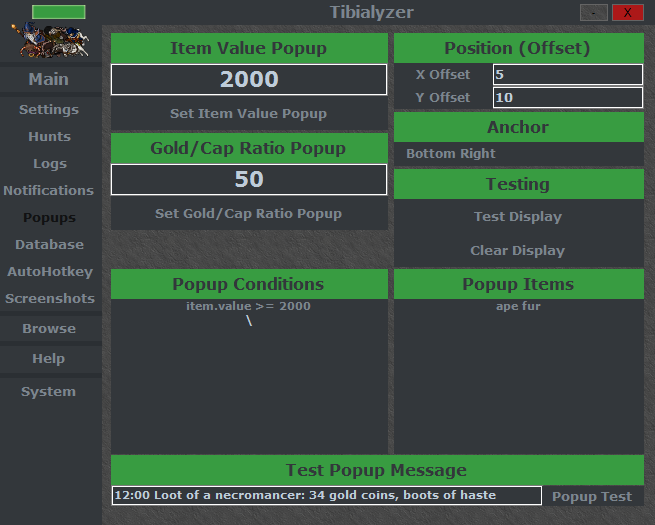 Tibialyzer
-
X
Main
Settings
Hunts
Logs
Notifications
Popups
Database
AutoHotkey
Screenshots
Browse
Help
System
Item Value Popup
2000
Set Item Value Popup
Gold/Cap Ratio Popup
50
Set Gold/Cap Ratio Popup
Position (Offset)
X Offset 5
Y Offset 10
Anchor
Bottom Right
Testing
Test Display
Clear Display
Popup Conditions
item.value >= 2000
\
Popup Items
ape fur
Test Popup Message
12:00 Loot of a necromancer: 34 gold coins, boots of haste
Popup Test